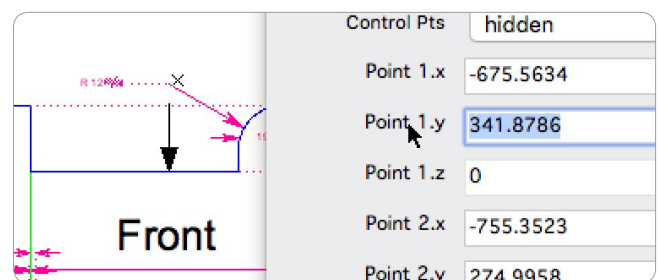 Control Pts hidden
Point 1.x -675.5634
Point 1.y 341.8786
Point 1.z 0
Point 2.x -755.3523
Point 2.y 274.9958
Front